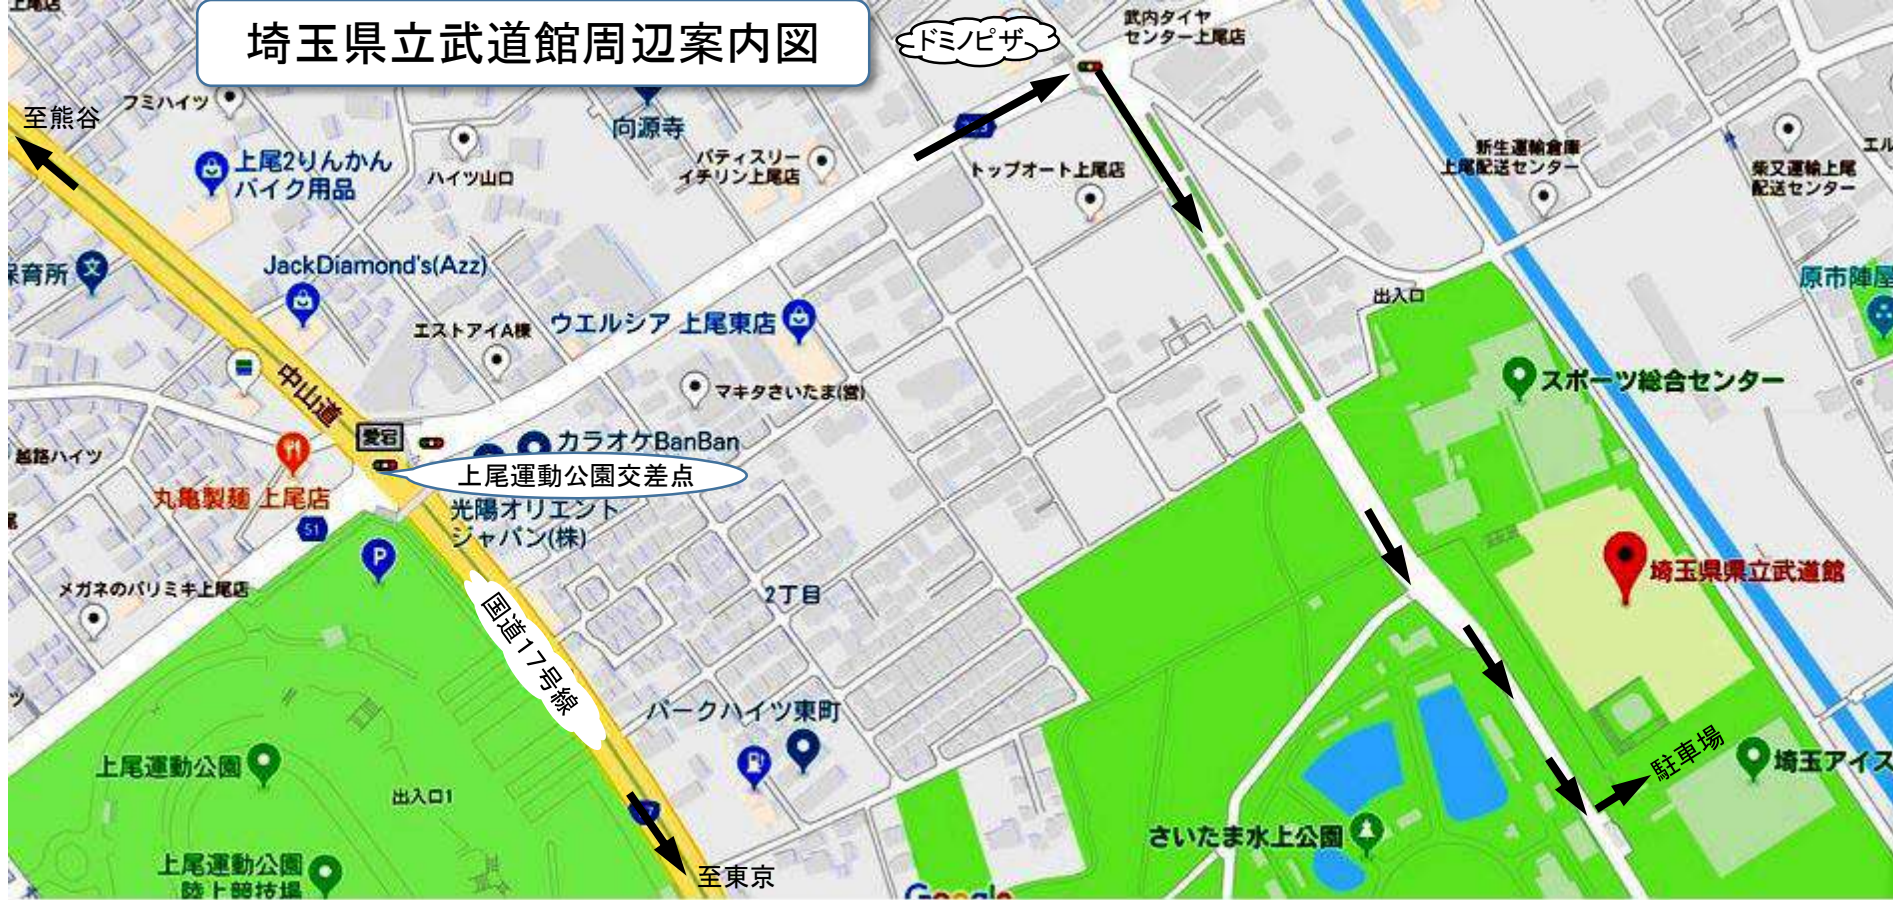 上尾店
埼玉県立武道館周辺案内図
ドミノピザ
武内タイヤ
センター上尾店
至熊谷
フミハイツ
向源寺
上尾2りんかん
バイク用品
ハイツ山口
パティスリー
イチリン上尾店
トップオート上尾店
新生運輸倉庫
上尾配送センター
柴又運輸上尾
配送センター
エル
保育所
JackDiamond's(Azz)
エストアイA棟
ウエルシア 上尾東店
出入口
原市陣屋
中山道
マキタさいたま(営)
スポーツ総合センター
愛宕
カラオケBanBan
越路ハイツ
上尾運動公園交差点
丸亀製麺 上尾店
51
光陽オリエント
ジャパン(株)
P
メガネのパリミキ上尾店
2丁目
埼玉県県立武道館
国道17号線
ツ
パークハイツ東町
駐車場
上尾運動公園
出入口1
埼玉アイス
さいたま水上公園
上尾運動公園
陸上競技場
至東京
Google